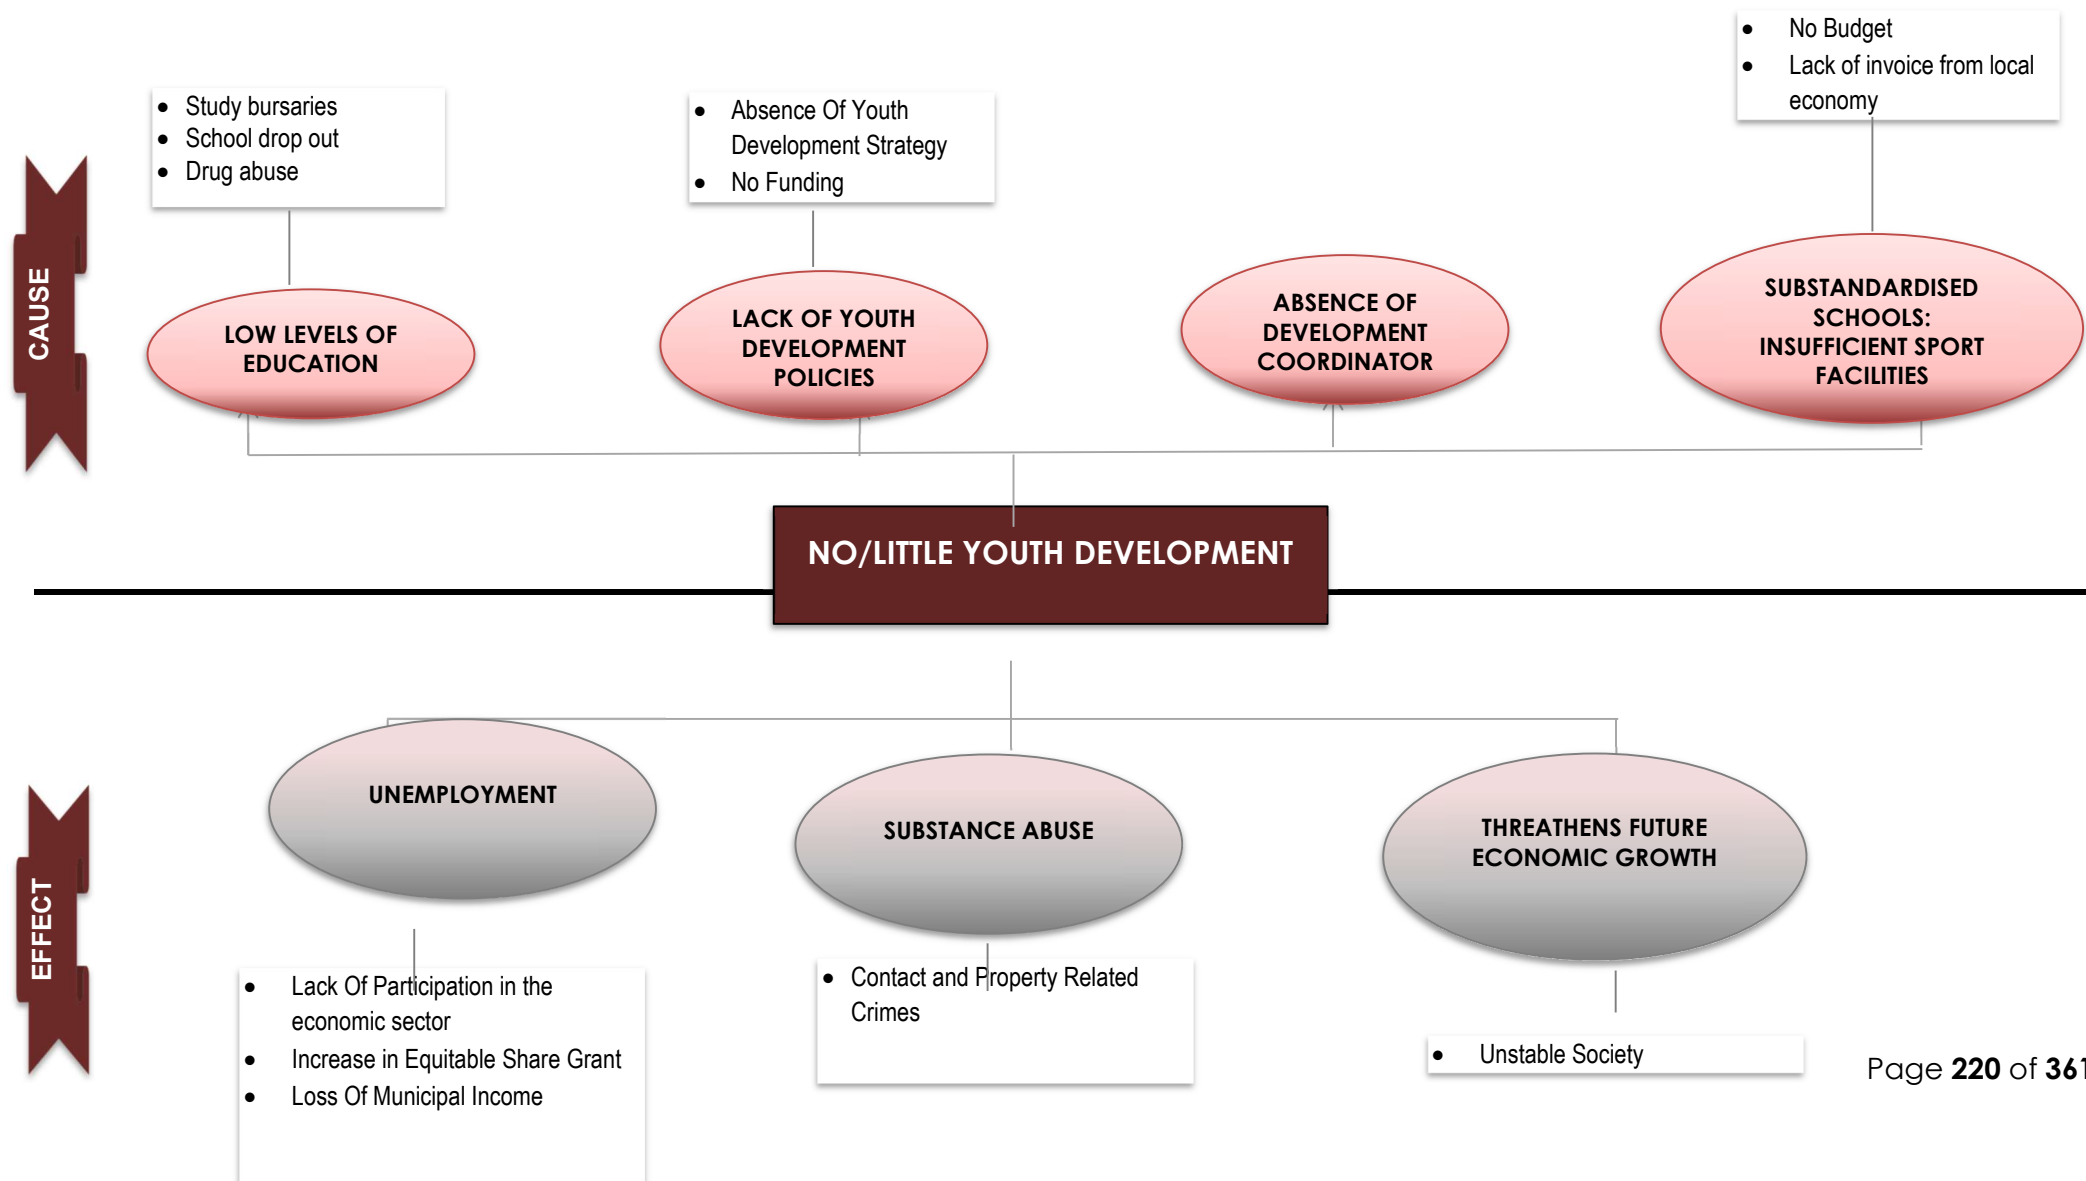 • No Budget
• Lack of invoice from local
economy
• Study bursaries
• School drop out
• Drug abuse
• Absence Of Youth
Development Strategy
• No Funding
CAUSE
LOW LEVELS OF
EDUCATION
LACK OF YOUTH
DEVELOPMENT
POLICIES
ABSENCE OF
DEVELOPMENT
COORDINATOR
SUBSTANDARDISED
SCHOOLS:
INSUFFICIENT SPORT
FACILITIES
NO/LITTLE YOUTH DEVELOPMENT
EFFECT
UNEMPLOYMENT
SUBSTANCE ABUSE
THREATHENS FUTURE
ECONOMIC GROWTH
• Lack Of Participation in the
economic sector
• Increase in Equitable Share Grant
• Loss Of Municipal Income
• Contact and Property Related
Crimes
• Unstable Society
Page 220 of 361